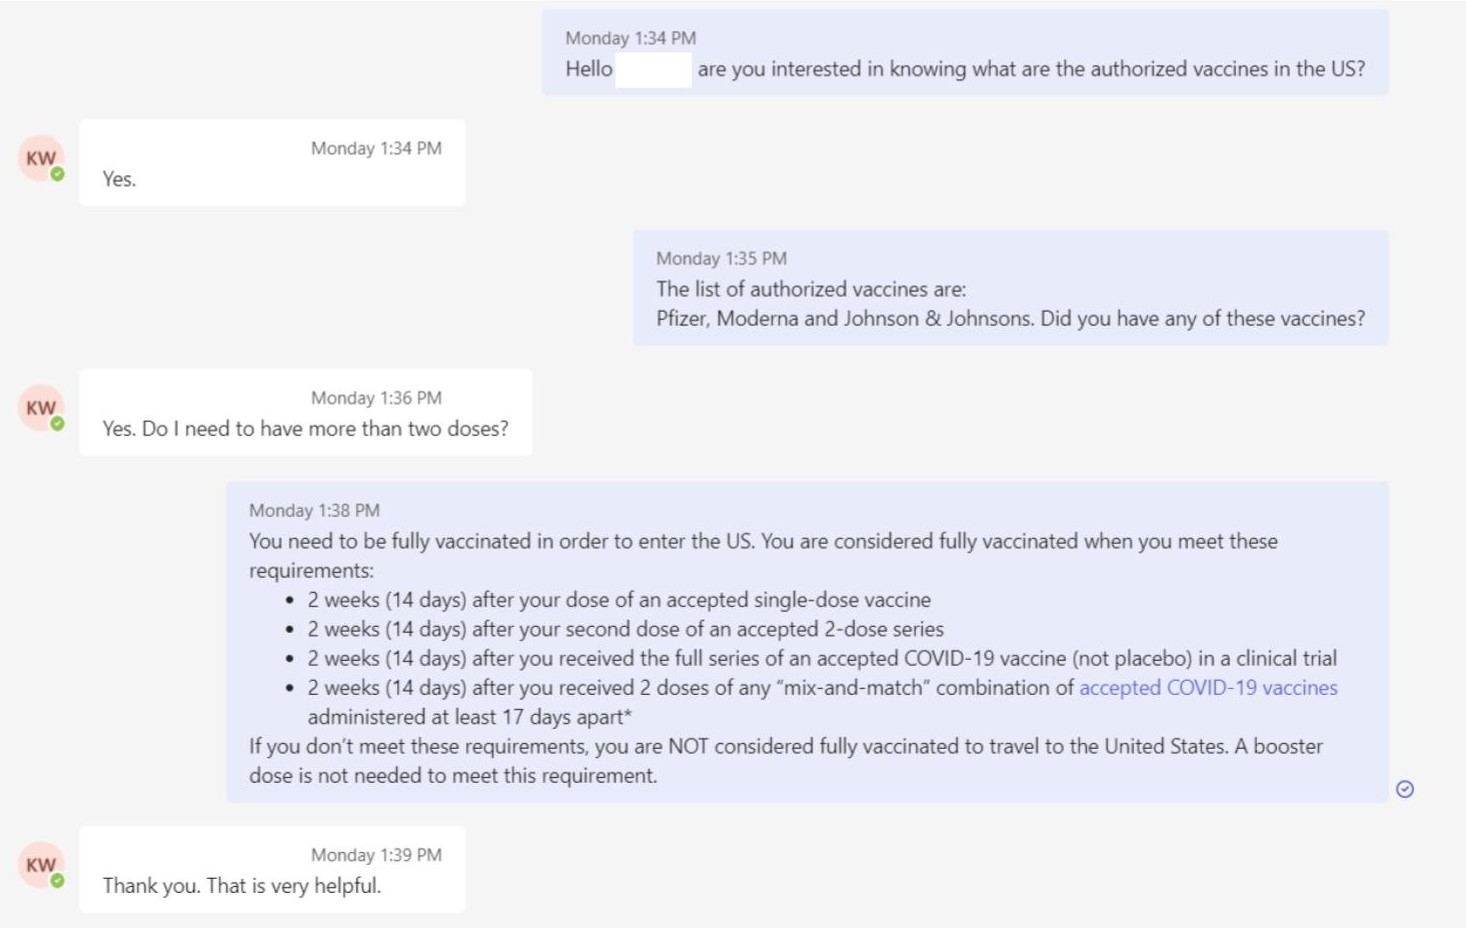 Monday 1:34 PM
Hello are you interested in knowing what are the authorized vaccines in the US?
KW
Monday 1:34 PM
Yes.
Monday 1:35 PM
The list of authorized vaccines are:
Pfizer, Moderna and Johnson & Johnsons. Did you have any of these vaccines?
KW
Monday 1:36 PM
Yes. Do I need to have more than two doses?
Monday 1:38 PM
You need to be fully vaccinated in order to enter the US. You are considered fully vaccinated when you meet these
requirements:
• 2 weeks (14 days) after your dose of an accepted single-dose vaccine
• 2 weeks (14 days) after your second dose of an accepted 2-dose series
• 2 weeks (14 days) after you received the full series of an accepted COVID-19 vaccine (not placebo) in a clinical trial
• 2 weeks (14 days) after you received 2 doses of any “mix-and-match” combination of accepted COVID-19 vaccines
administered at least 17 days apart*
If you don’t meet these requirements, you are NOT considered fully vaccinated to travel to the United States. A booster
dose is not needed to meet this requirement.
KW
Monday 1:39 PM
Thank you. That is very helpful.